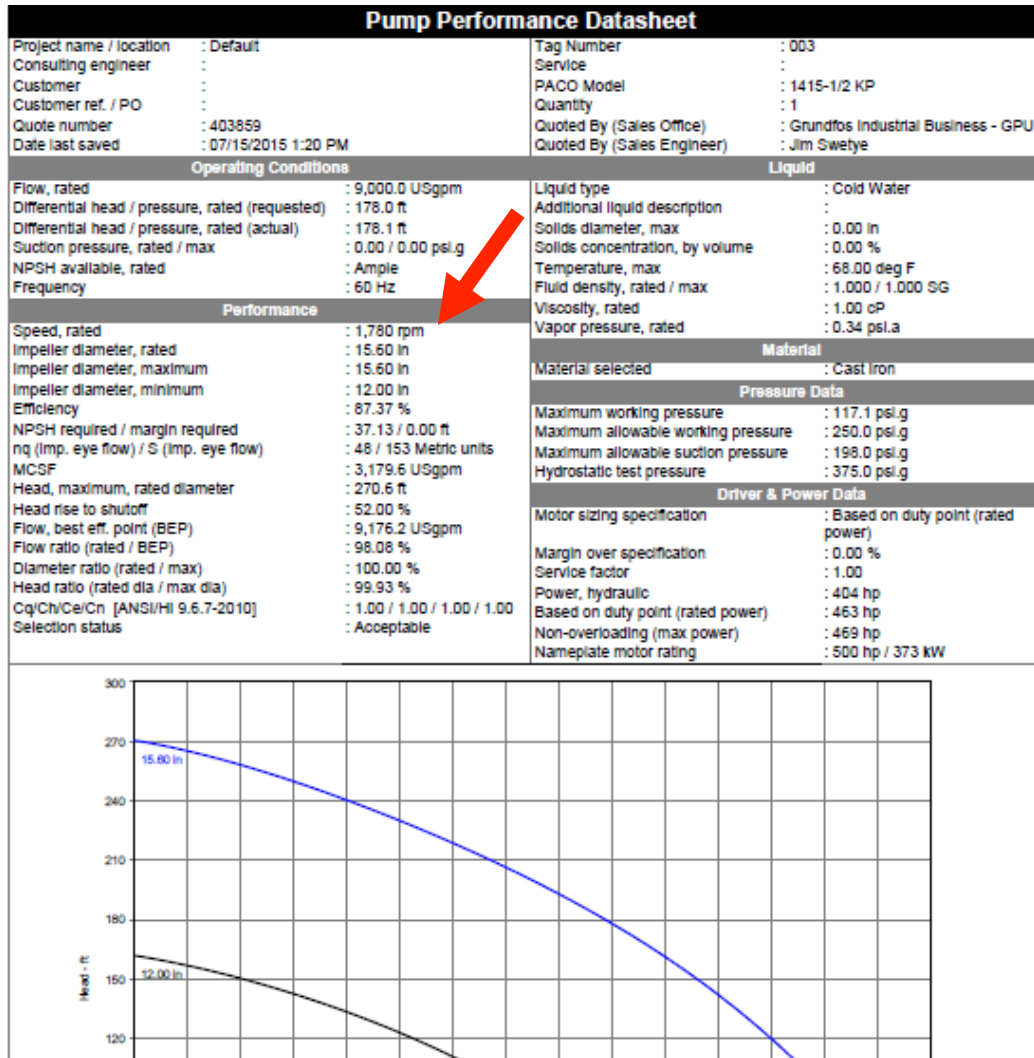 Pump Performance Datasheet
Project name / location : Default
Consulting engineer :
Customer :
Customer ref. / PO :
Quote number : 403859
Date last saved : 07/15/2015 1:20 PM
Tag Number : 003
Service :
PACO Model : 1415-1/2 KP
Quantity : 1
Quoted By (Sales Office) : Grundfos Industrial Business - GPU
Quoted By (Sales Engineer) : Jim Swetye
Operating Conditions
Flow, rated : 9,000.0 USgpm
Differential head / pressure, rated (requested) : 178.0 ft
Differential head / pressure, rated (actual) : 178.1 ft
Suction pressure, rated / max : 0.00 / 0.00 psi.g
NPSH available, rated : Ample
Frequency : 60 Hz
Performance
Speed, rated : 1,780 rpm
Impeller diameter, rated : 15.60 in
Impeller diameter, maximum : 15.60 in
Impeller diameter, minimum : 12.00 in
Efficiency : 87.37 %
NPSH required / margin required : 37.13 / 0.00 ft
nq (imp. eye flow) / S (imp. eye flow) : 48 / 153 Metric units
MCSF : 3,179.6 USgpm
Head, maximum, rated diameter : 270.6 ft
Head rise to shutoff : 52.00 %
Flow, best eff. point (BEP) : 9,176.2 USgpm
Flow ratio (rated / BEP) : 98.08 %
Diameter ratio (rated / max) : 100.00 %
Head ratio (rated dia / max dia) : 99.93 %
Cq/Ch/Ce/Cn [ANSI/HI 9.6.7-2010] : 1.00 / 1.00 / 1.00 / 1.00
Selection status : Acceptable
Liquid
Liquid type : Cold Water
Additional liquid description :
Solids diameter, max : 0.00 in
Solids concentration, by volume : 0.00 %
Temperature, max : 68.00 deg F
Fluid density, rated / max : 1.000 / 1.000 SG
Viscosity, rated : 1.00 cP
Vapor pressure, rated : 0.34 psi.a
Material
Material selected : Cast Iron
Pressure Data
Maximum working pressure : 117.1 psi.g
Maximum allowable working pressure : 250.0 psi.g
Maximum allowable suction pressure : 198.0 psi.g
Hydrostatic test pressure : 375.0 psi.g
Driver & Power Data
Motor sizing specification : Based on duty point (rated
power)
Margin over specification : 0.00 %
Service factor : 1.00
Power, hydraulic : 404 hp
Based on duty point (rated power) : 463 hp
Non-overloading (max power) : 469 hp
Nameplate motor rating : 500 hp / 373 kW
300
270
15.60 in
240
210
180
Head - ft
150
12.00 in
120